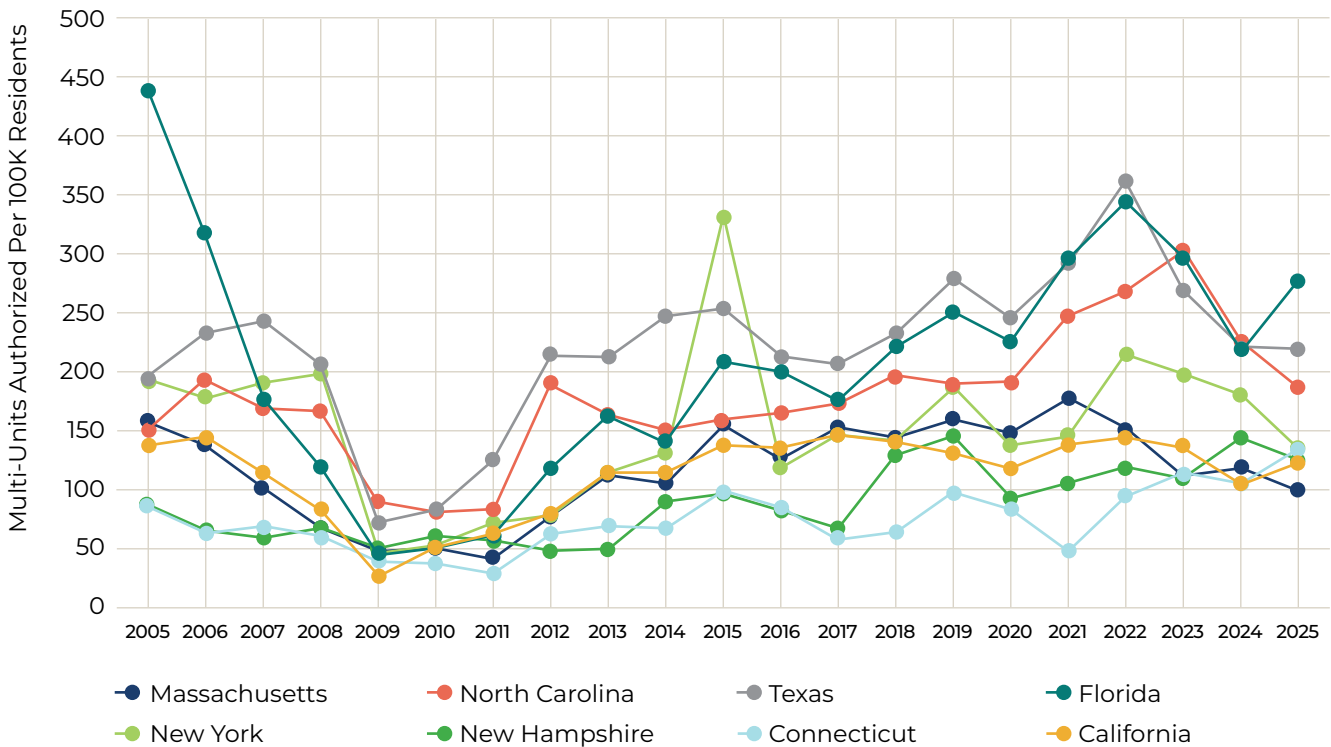 Multi-Units Authorized Per 100K Residents
500
450
400
350
300
250
200
150
100
50
0
2005 2006 2007 2008 2009 2010 2011 2012 2013 2014 2015 2016 2017 2018 2019 2020 2021 2022 2023 2024 2025
Massachusetts North Carolina Texas Florida
New York New Hampshire Connecticut California